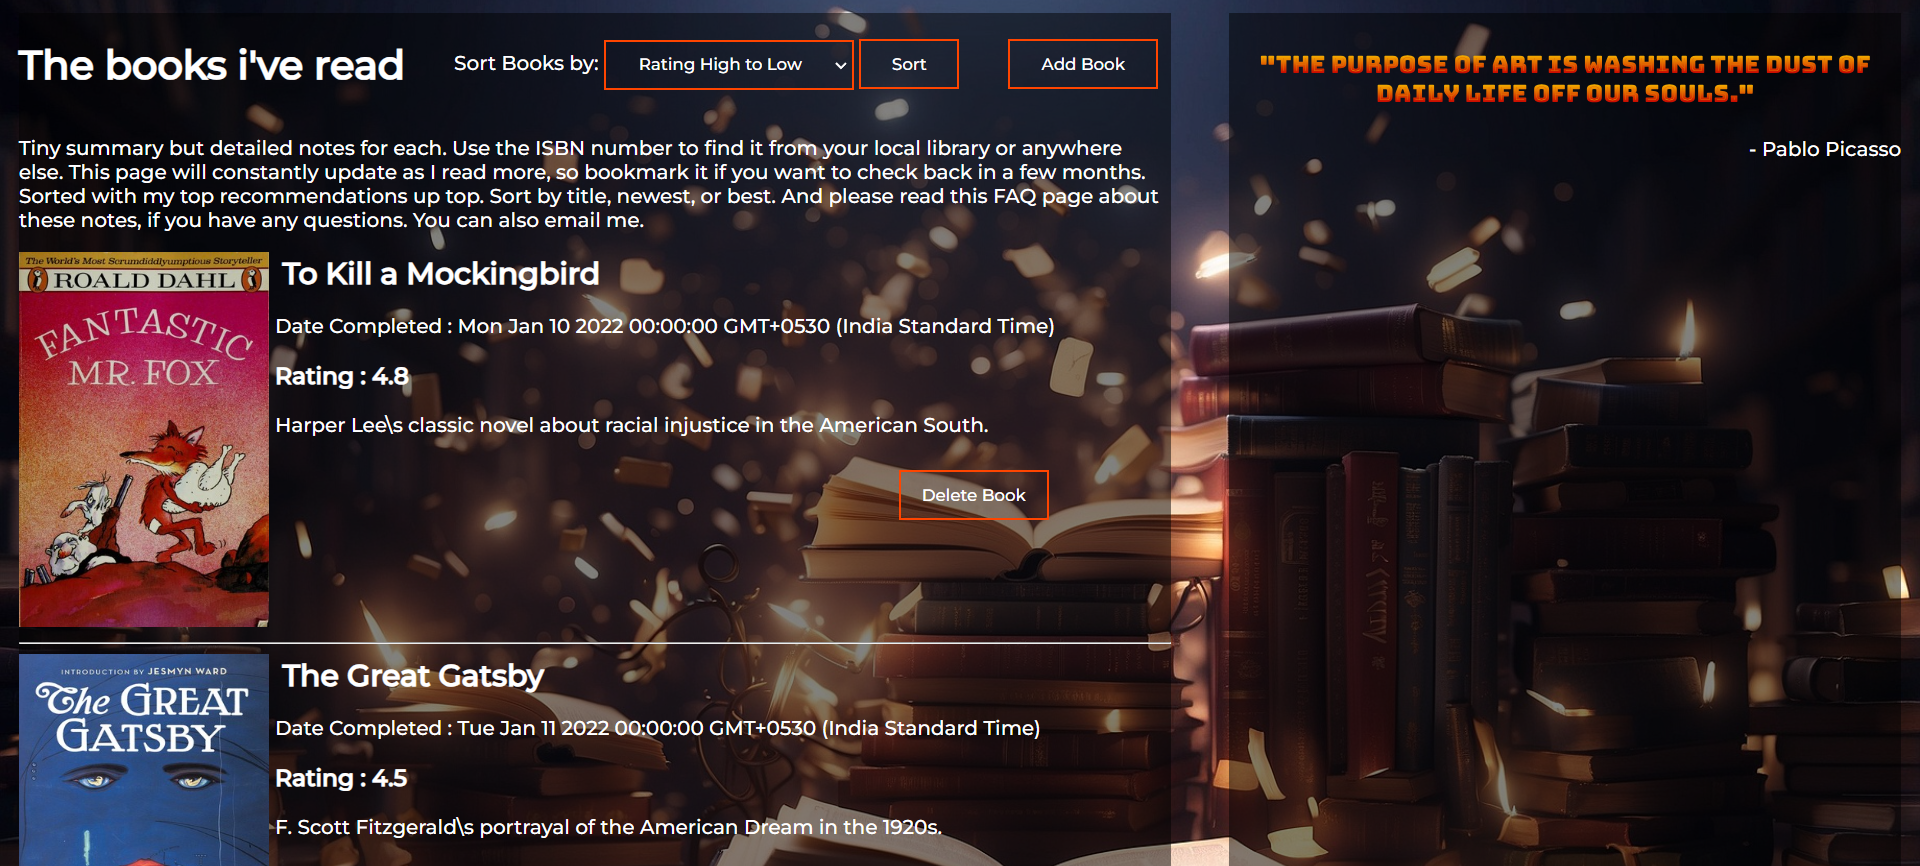 The books i've read
Sort Books by:
Rating High to Low
Sort
Add Book
Tiny summary but detailed notes for each. Use the ISBN number to find it from your local library or anywhere
else. This page will constantly update as I read more, so bookmark it if you want to check back in a few months.
Sorted with my top recommendations up top. Sort by title, newest, or best. And please read this FAQ page about
these notes, if you have any questions. You can also email me.
The World's Most Scrumdiddlyumptious Storyteller
ROALD DAHL
FANTASTIC
MR. FOX
To Kill a Mockingbird
Date Completed : Mon Jan 10 2022 00:00:00 GMT+0530 (India Standard Time)
Rating : 4.8
Harper Lee\s classic novel about racial injustice in the American South.
Delete Book
INTRODUCTION BY JESMYN WARD
The GREAT
GATSBY
The Great Gatsby
Date Completed : Tue Jan 11 2022 00:00:00 GMT+0530 (India Standard Time)
Rating : 4.5
F. Scott Fitzgerald\s portrayal of the American Dream in the 1920s.
"THE PURPOSE OF ART IS WASHING THE DUST OF
DAILY LIFE OFF OUR SOULS."
- Pablo Picasso